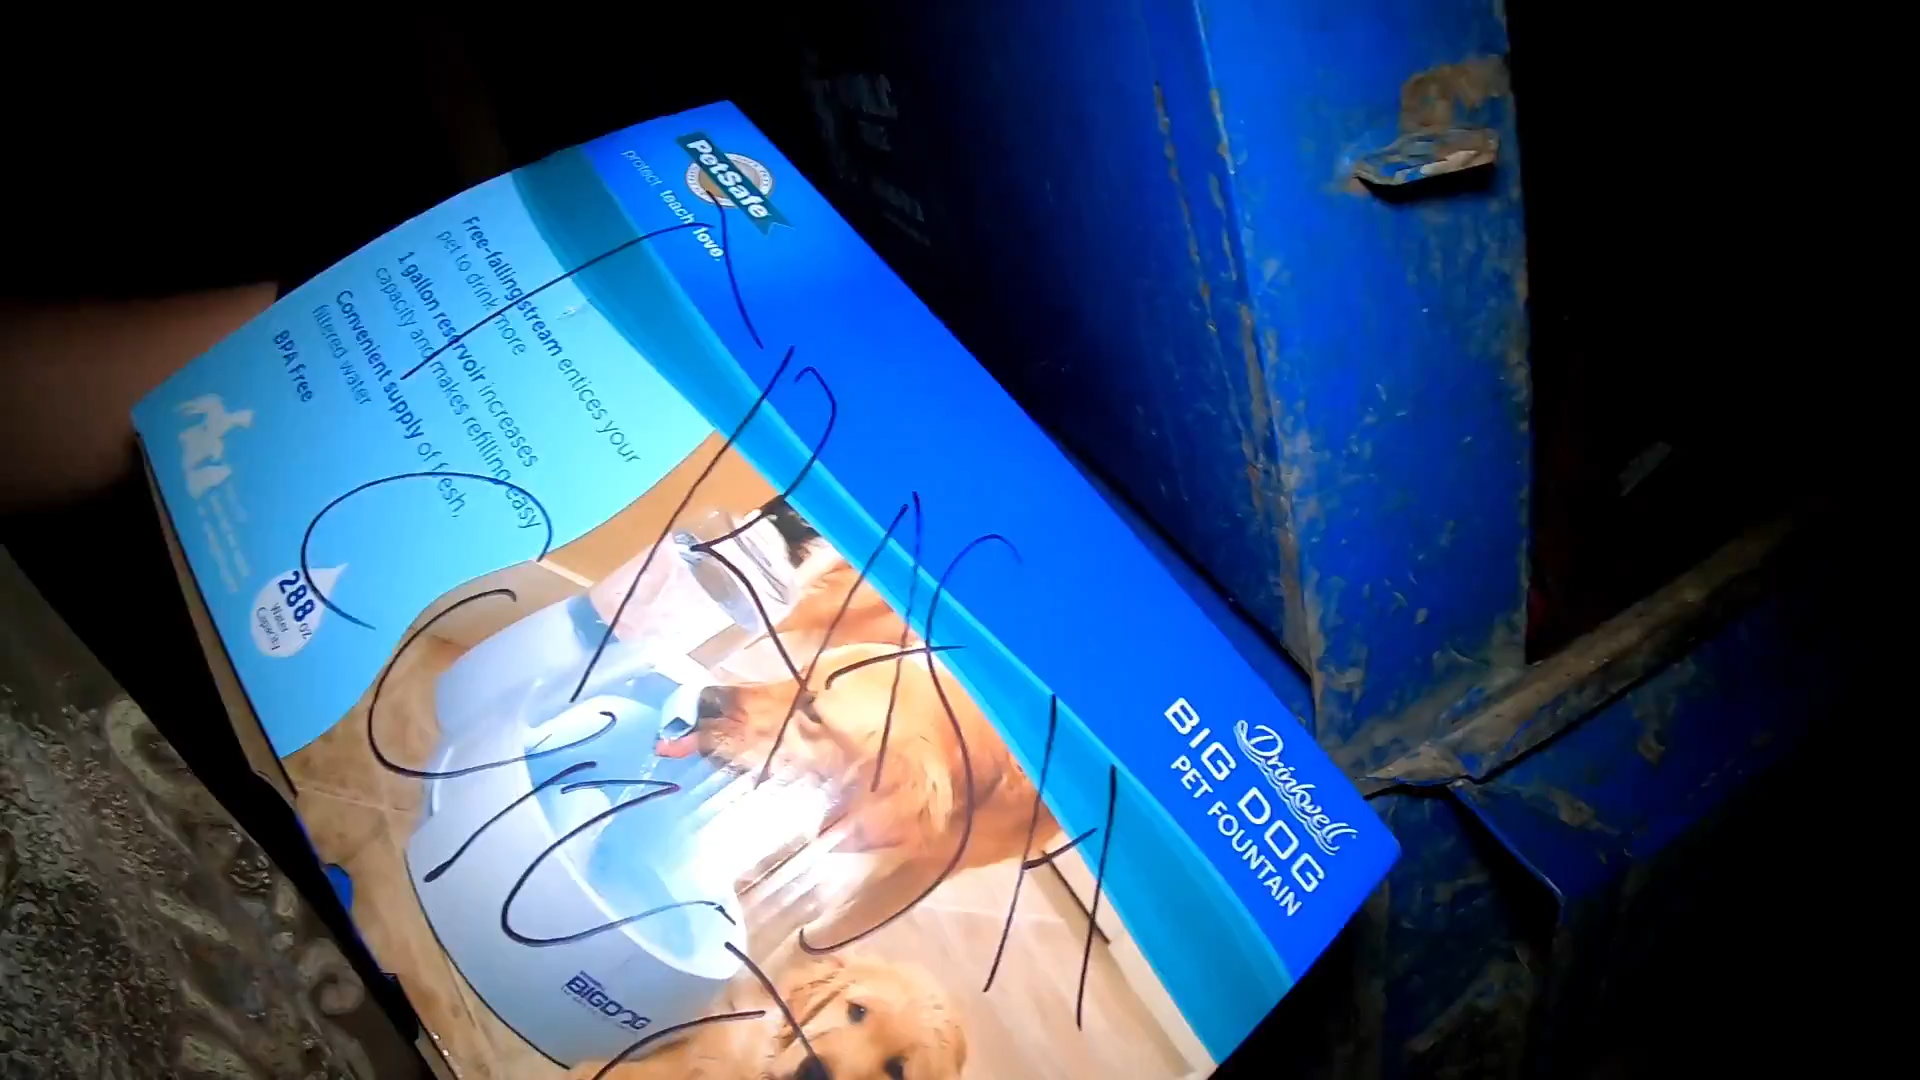 PetSafe
protect. teach. love.
Free-falling stream entices your
pet to drink more
1 gallon reservoir increases
capacity and makes refilling easy
Convenient supply of fresh,
filtered water
BPA Free
288 oz
Water
Capacity
TRASH
Drinkwell
BIG DOG
PET FOUNTAIN
BIGDOG